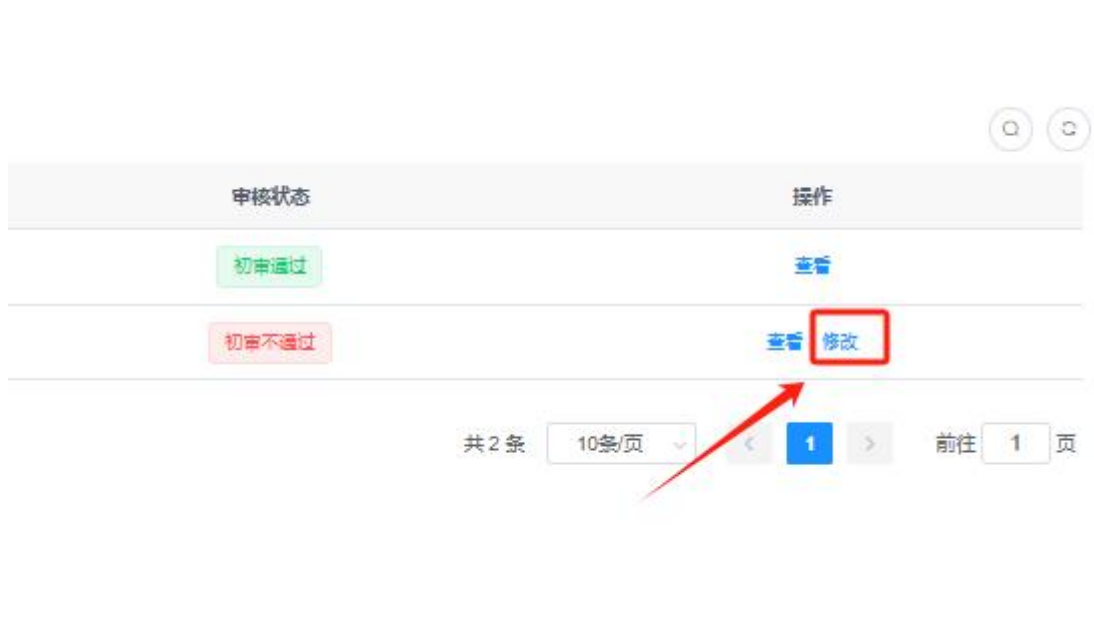 审核状态 操作
初审通过 查看
初审不通过 查看 修改
共 2 条 10条/页 1 前往 1 页